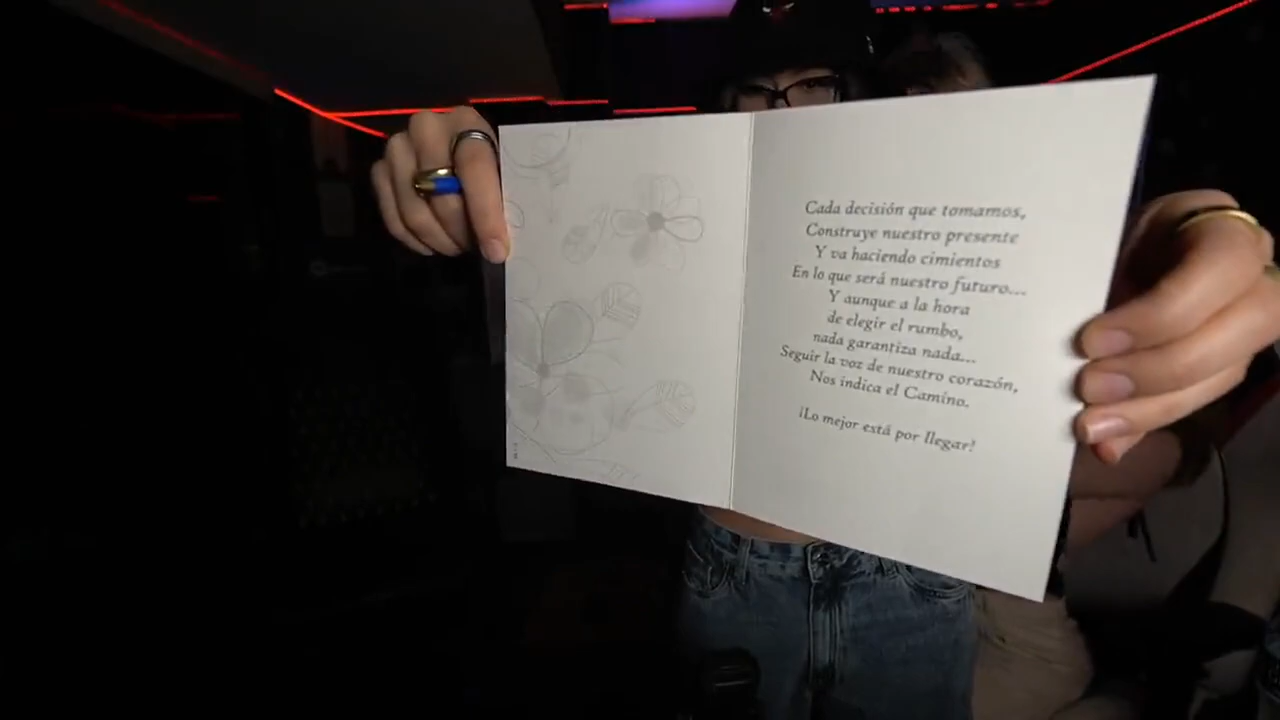 Cada decisión que tomamos,
Construye nuestro presente
Y va haciendo cimientos
En lo que será nuestro futuro...
Y aunque a la hora
de elegir el rumbo,
nada garantiza nada...
Seguir la voz de nuestro corazón,
Nos indica el Camino.
¡Lo mejor está por llegar!